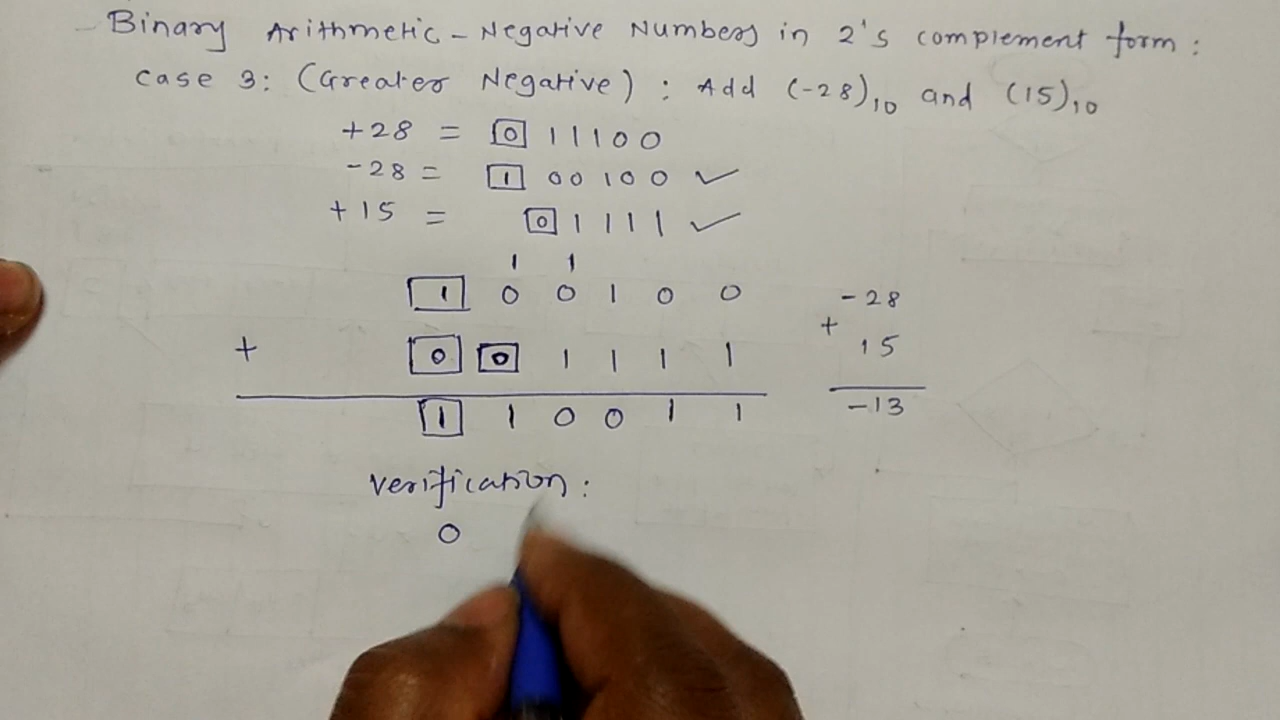 Binary Arithmetic - Negative Numbers in 2's complement form :
Case 3: (Greater Negative) : Add (-28)10 and (15)10
+28 = 0 11100
-28 = 1 00100 ✓
+15 = 0 1111 ✓
1 1
1 0 0 1 0 0 -28
+ 0 0 1 1 1 1 + 15
1 1 0 0 1 1 -13
Verification :
0